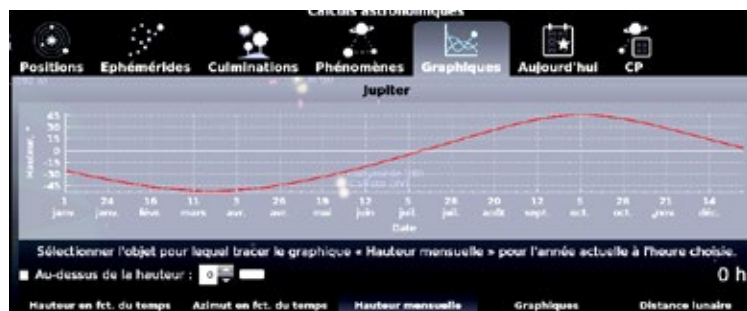 Calculs astronomiques
Positions Ephémérides Culminations Phénomènes Graphiques Aujourd'hui CP
Jupiter
Hauteur, °
45
30
15
0
-15
-30
-45
1 24 16 11 3 26 19 12 5 28 20 12 5 28 21 14
janv. janv. févr. mars avr. avr. mai juin juil. juil. août sept. oct. oct. nov. déc.
Date
Sélectionner l'objet pour lequel tracer le graphique « Hauteur mensuelle » pour l'année actuelle à l'heure choisie.
Au-dessus de la hauteur : 0
0 h
Hauteur en fct. du temps Azimut en fct. du temps Hauteur mensuelle Graphiques Distance lunaire